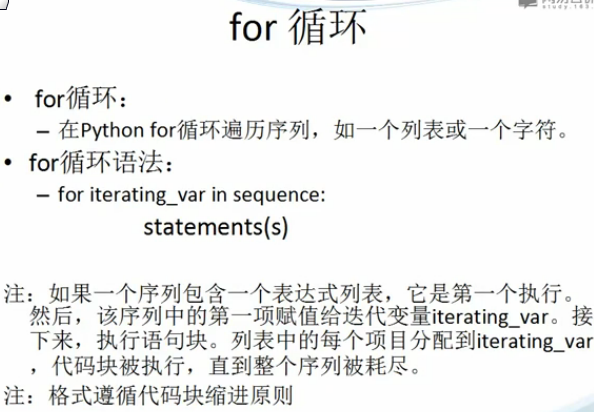 for 循环
• for循环：
– 在Python for循环遍历序列，如一个列表或一个字符。
• for循环语法：
– for iterating_var in sequence:
statements(s)
注：如果一个序列包含一个表达式列表，它是第一个执行。
然后，该序列中的第一项赋值给迭代变量iterating_var。接
下来，执行语句块。列表中的每个项目分配到iterating_var
，代码块被执行，直到整个序列被耗尽。
注：格式遵循代码块缩进原则